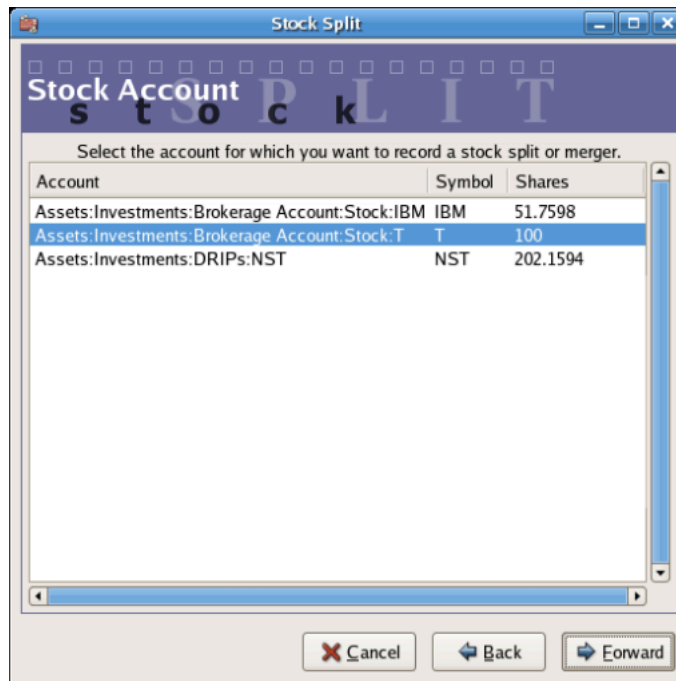 Stock Split
Stock Account
stock SPLIT
Select the account for which you want to record a stock split or merger.
Account Symbol Shares
Assets:Investments:Brokerage Account:Stock:IBM IBM 51.7598
Assets:Investments:Brokerage Account:Stock:T T 100
Assets:Investments:DRIPs:NST NST 202.1594
Cancel Back Forward